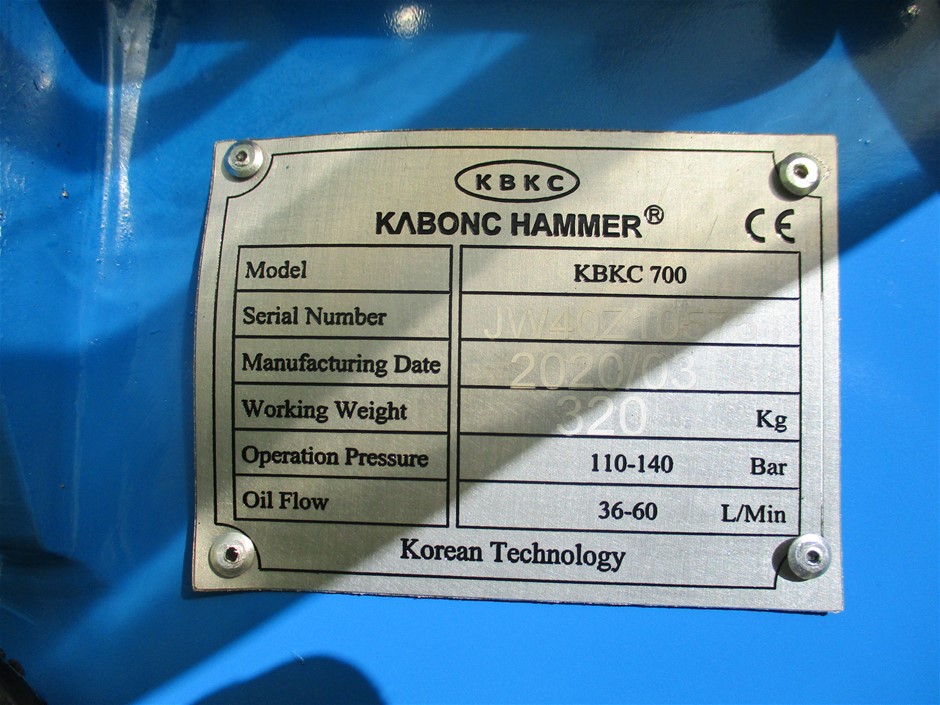 KBKC
KABONC HAMMER® CE
Model KBKC 700
Serial Number
Manufacturing Date 2020/03
Working Weight 320 Kg
Operation Pressure 110-140 Bar
Oil Flow 36-60 L/Min
Korean Technology